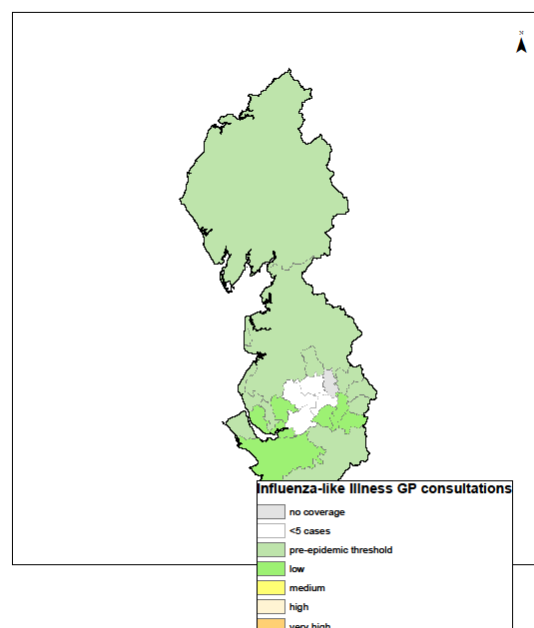 N
Influenza-like Illness GP consultations
no coverage
<5 cases
pre-epidemic threshold
low
medium
high
very high